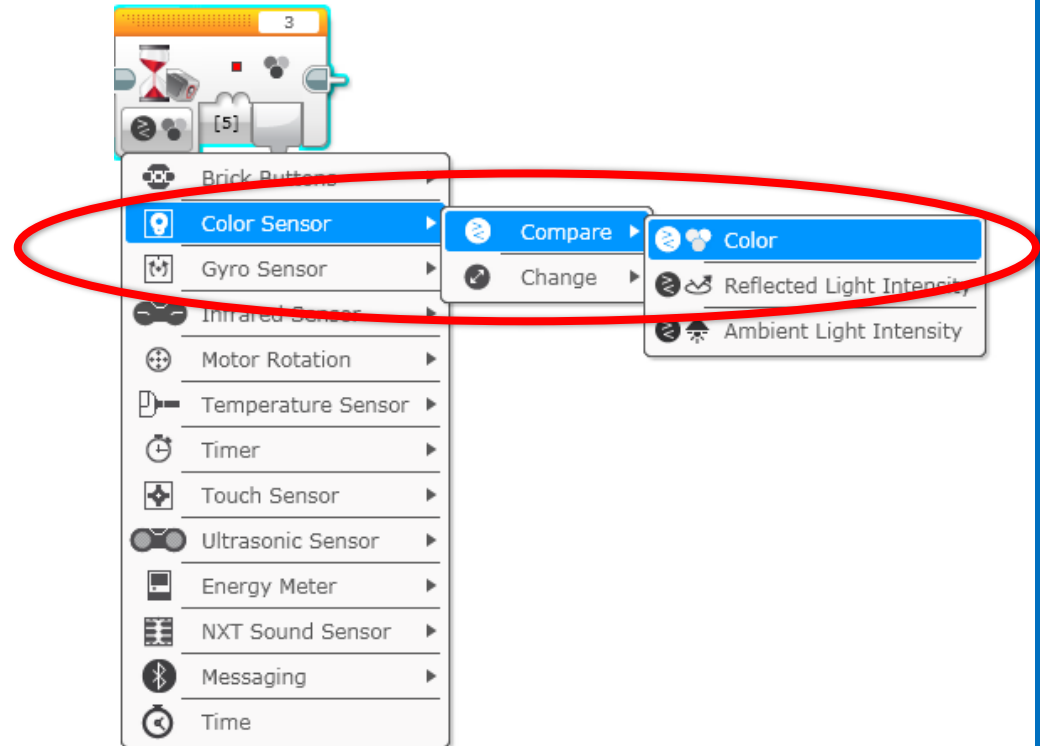 3
[5]
Brick Buttons
Color Sensor
Compare
Color
Gyro Sensor
Change
Reflected Light Intensity
Infrared Sensor
Ambient Light Intensity
Motor Rotation
Temperature Sensor
Timer
Touch Sensor
Ultrasonic Sensor
Energy Meter
NXT Sound Sensor
Messaging
Time